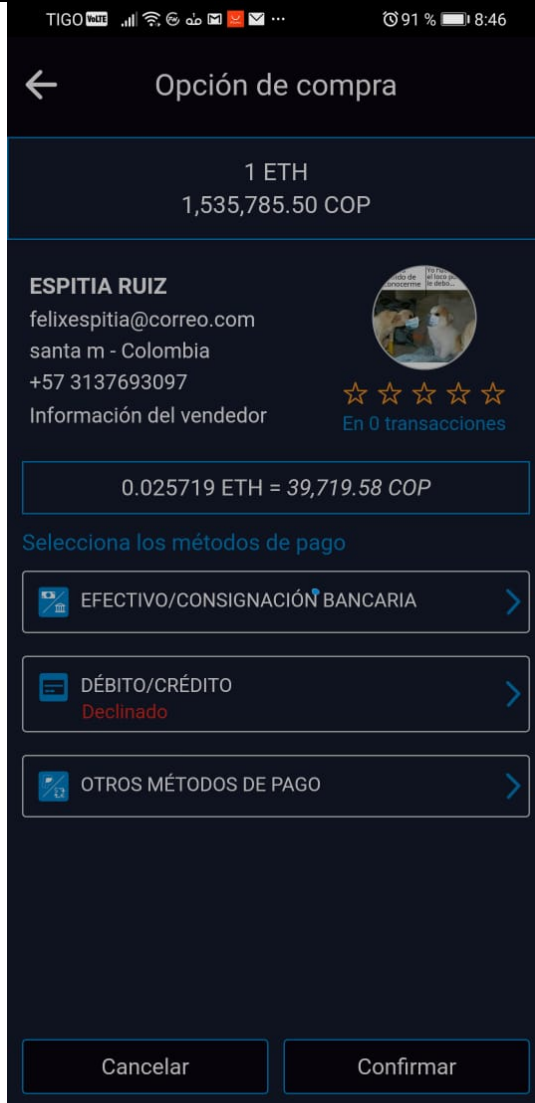 TIGO VoLTE 91 % 8:46
Opción de compra
1 ETH
1,535,785.50 COP
ESPITIA RUIZ
felixespitia@correo.com
santa m - Colombia
+57 3137693097
Información del vendedor
En 0 transacciones
0.025719 ETH = 39,719.58 COP
Selecciona los métodos de pago
EFECTIVO/CONSIGNACIÓN BANCARIA
DÉBITO/CRÉDITO
Declinado
OTROS MÉTODOS DE PAGO
Cancelar
Confirmar